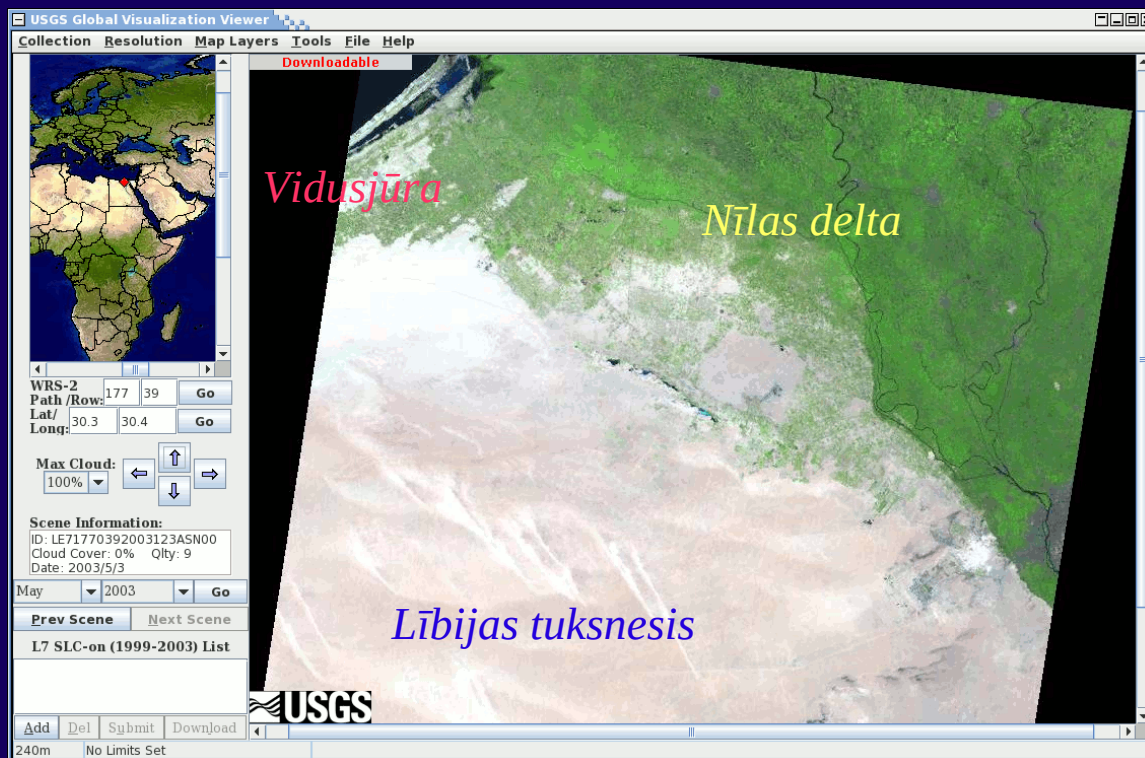 USGS Global Visualization Viewer
Collection Resolution Map Layers Tools File Help
Downloadable
Vidusjūra
Nīlas delta
Lībijas tuksnesis
USGS
WRS-2
Path /Row: 177 39 Go
Lat/
Long: 30.3 30.4 Go
Max Cloud:
100%
Scene Information:
ID: LE71770392003123ASN00
Cloud Cover: 0% Qlty: 9
Date: 2003/5/3
May 2003 Go
Prev Scene Next Scene
L7 SLC-on (1999-2003) List
Add Del Submit Download
240m No Limits Set